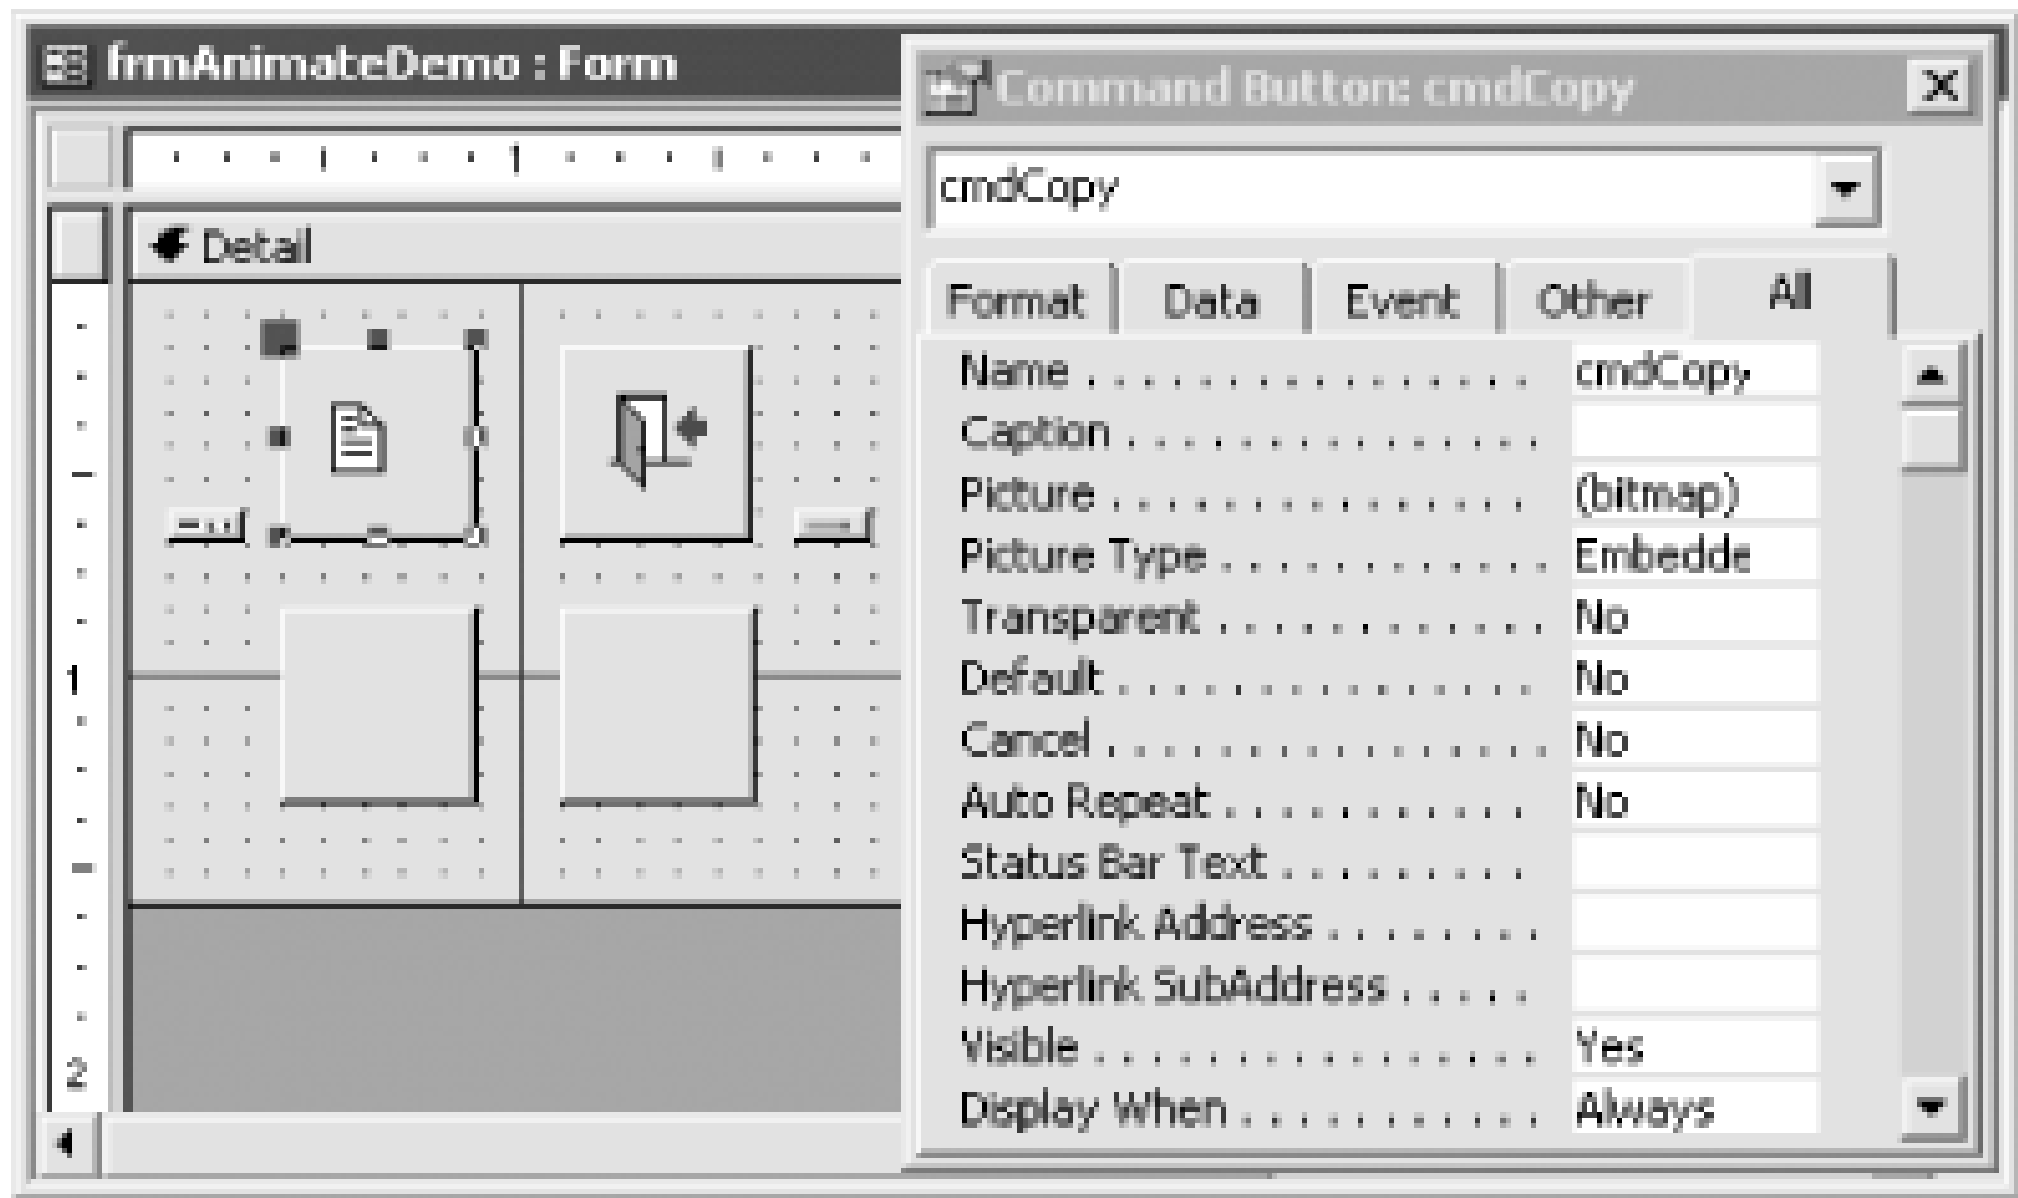 frmAnimateDemo : Form
Detail
1
2
Command Button: cmdCopy
cmdCopy
Format Data Event Other All
Name . . . . . . . . . . . . . . . . cmdCopy
Caption . . . . . . . . . . . . . . .
Picture . . . . . . . . . . . . . . . (bitmap)
Picture Type . . . . . . . . . . . . Embedde
Transparent . . . . . . . . . . . . No
Default . . . . . . . . . . . . . . . No
Cancel . . . . . . . . . . . . . . . . No
Auto Repeat . . . . . . . . . . . No
Status Bar Text . . . . . . . . .
Hyperlink Address . . . . . . . .
Hyperlink SubAddress . . . . .
Visible . . . . . . . . . . . . . . . . Yes
Display When . . . . . . . . . . . Always